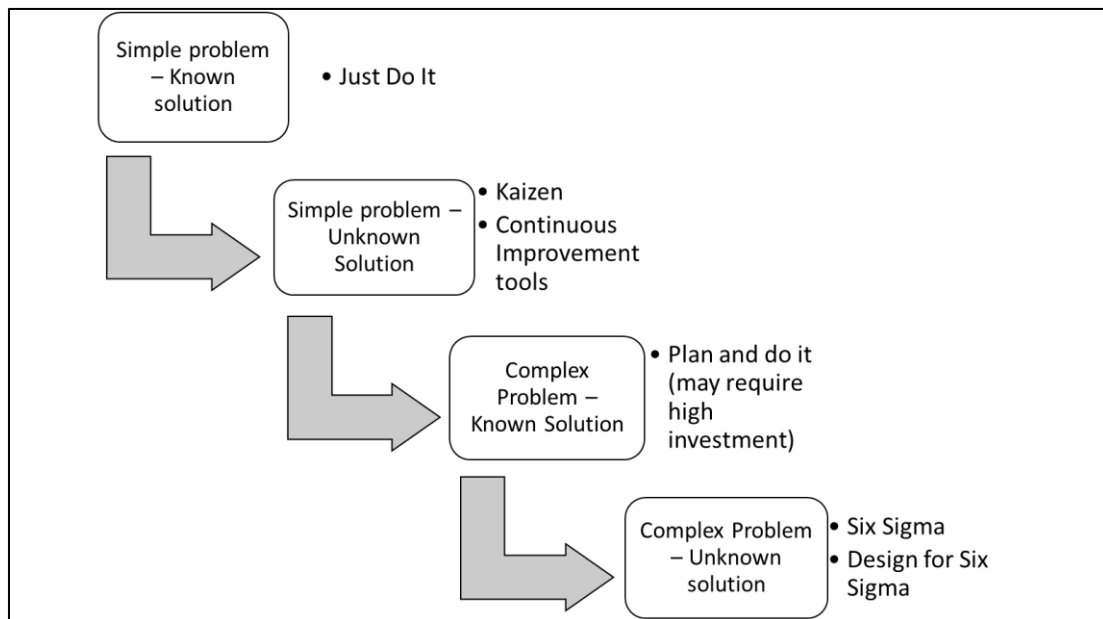 Simple problem
– Known
solution
• Just Do It
Simple problem –
Unknown
Solution
• Kaizen
• Continuous
Improvement
tools
Complex
Problem –
Known Solution
• Plan and do it
(may require
high
investment)
Complex Problem
– Unknown
solution
• Six Sigma
• Design for Six
Sigma